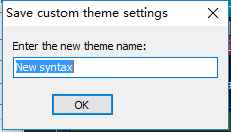 Save custom theme settings
Enter the new theme name:
New syntax
OK